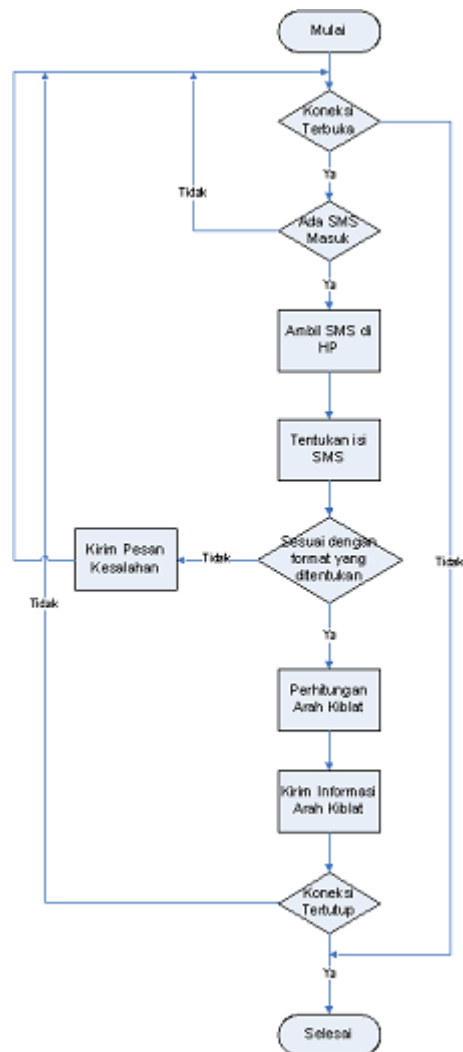 Mulai
Koneksi
Terbuka
Ya
Tidak
Ada SMS
Masuk
Ya
Ambil SMS di
HP
Tentukan isi
SMS
Sesuai dengan
format yang
ditentukan
Tidak
Kirim Pesan
Kesalahan
Tidak
Tidak
Ya
Perhitungan
Arah Kiblat
Kirim Informasi
Arah Kiblat
Koneksi
Tertutup
Ya
Selesai